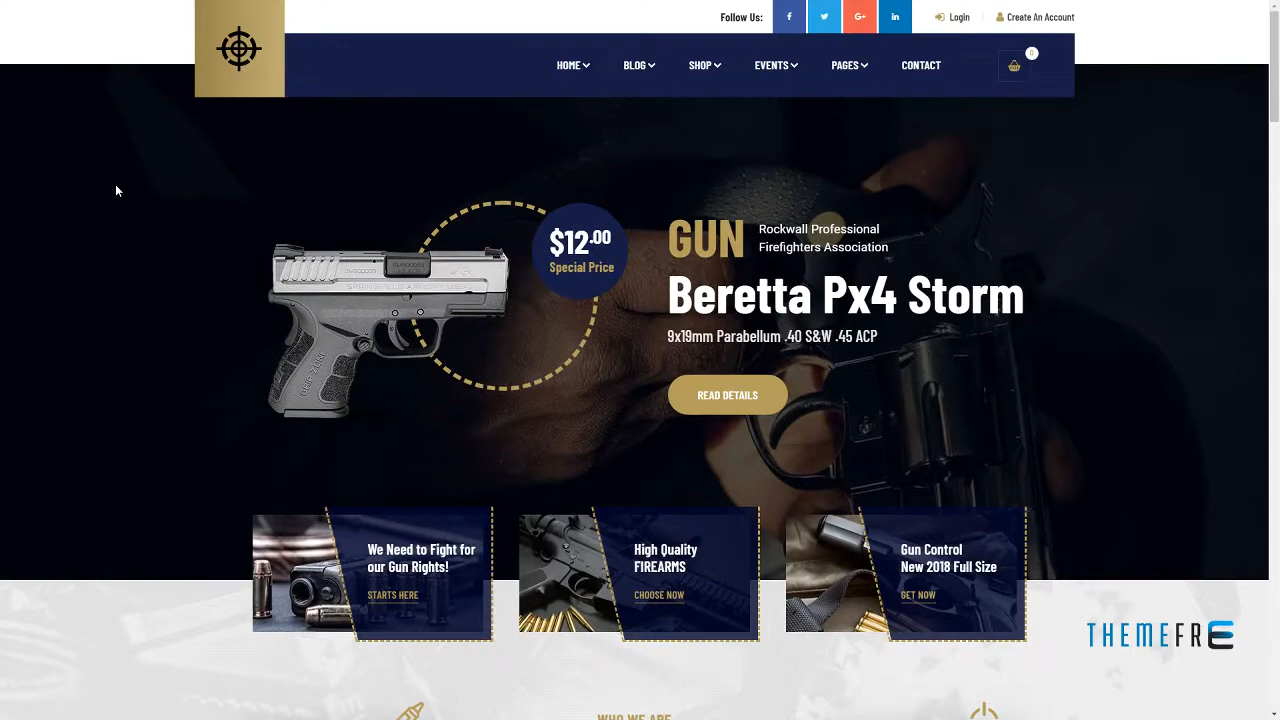 Follow Us:
Login
Create An Account
HOME
BLOG
SHOP
EVENTS
PAGES
CONTACT
0
$12.00
Special Price
GUN
Rockwall Professional
Firefighters Association
Beretta Px4 Storm
9x19mm Parabellum .40 S&W .45 ACP
READ DETAILS
We Need to Fight for
our Gun Rights!
STARTS HERE
High Quality
FIREARMS
CHOOSE NOW
Gun Control
New 2018 Full Size
GET NOW
THEMEFRE
WHO WE ARE